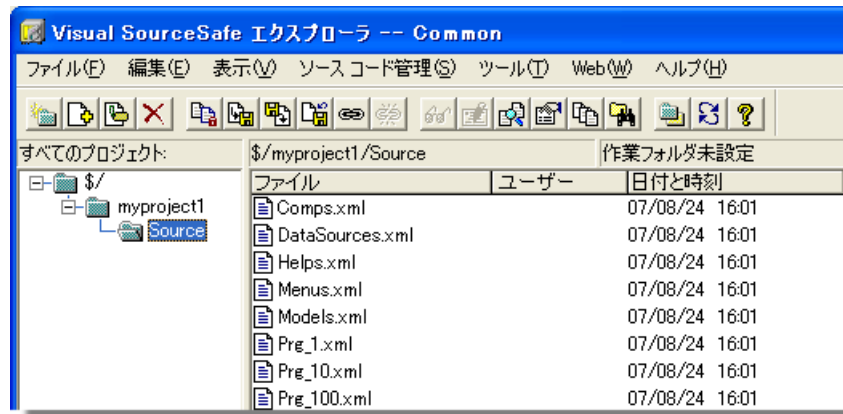 Visual SourceSafe エクスプローラ -- Common
ファイル(F) 編集(E) 表示(V) ソース コード管理(S) ツール(T) Web(W) ヘルプ(H)
すべてのプロジェクト: $/myproject1/Source 作業フォルダ未設定
$/ ファイル ユーザー 日付と時刻
myproject1 Comps.xml 07/08/24 16:01
Source DataSources.xml 07/08/24 16:01
Helps.xml 07/08/24 16:01
Menus.xml 07/08/24 16:01
Models.xml 07/08/24 16:01
Prg_1.xml 07/08/24 16:01
Prg_10.xml 07/08/24 16:01
Prg_100.xml 07/08/24 16:01